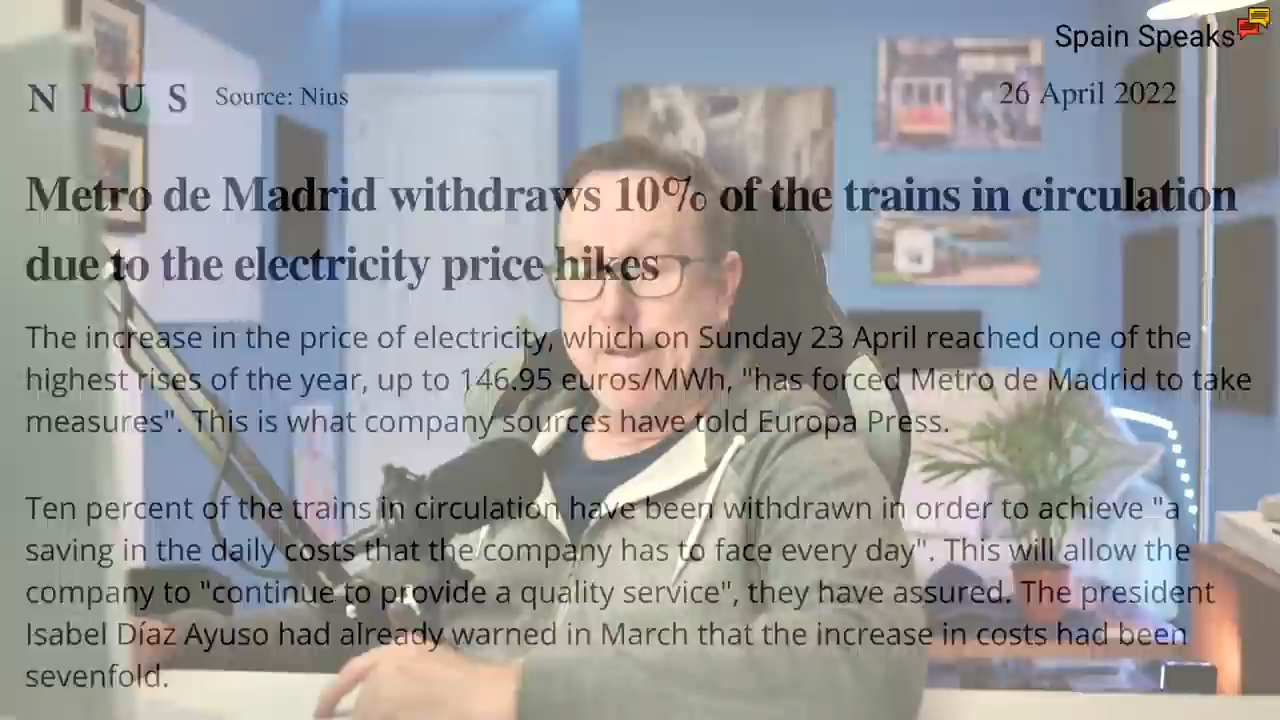 Spain Speaks
NIUS Source: Nius 26 April 2022
Metro de Madrid withdraws 10% of the trains in circulation
due to the electricity price hikes
The increase in the price of electricity, which on Sunday 23 April reached one of the
highest rises of the year, up to 146.95 euros/MWh, "has forced Metro de Madrid to take
measures". This is what company sources have told Europa Press.
Ten percent of the trains in circulation have been withdrawn in order to achieve "a
saving in the daily costs that the company has to face every day". This will allow the
company to "continue to provide a quality service", they have assured. The president
Isabel Díaz Ayuso had already warned in March that the increase in costs had been
sevenfold.